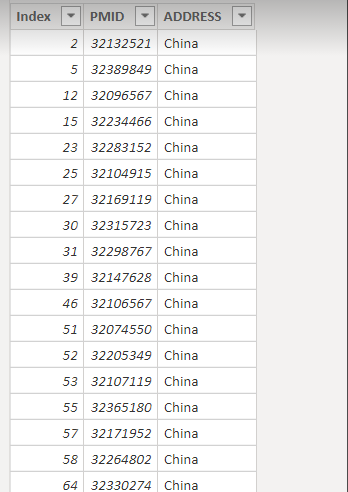 Index PMID ADDRESS
2 32132521 China
5 32389849 China
12 32096567 China
15 32234466 China
23 32283152 China
25 32104915 China
27 32169119 China
30 32315723 China
31 32298767 China
39 32147628 China
46 32106567 China
51 32074550 China
52 32205349 China
53 32107119 China
55 32365180 China
57 32171952 China
58 32264802 China
64 32330274 China